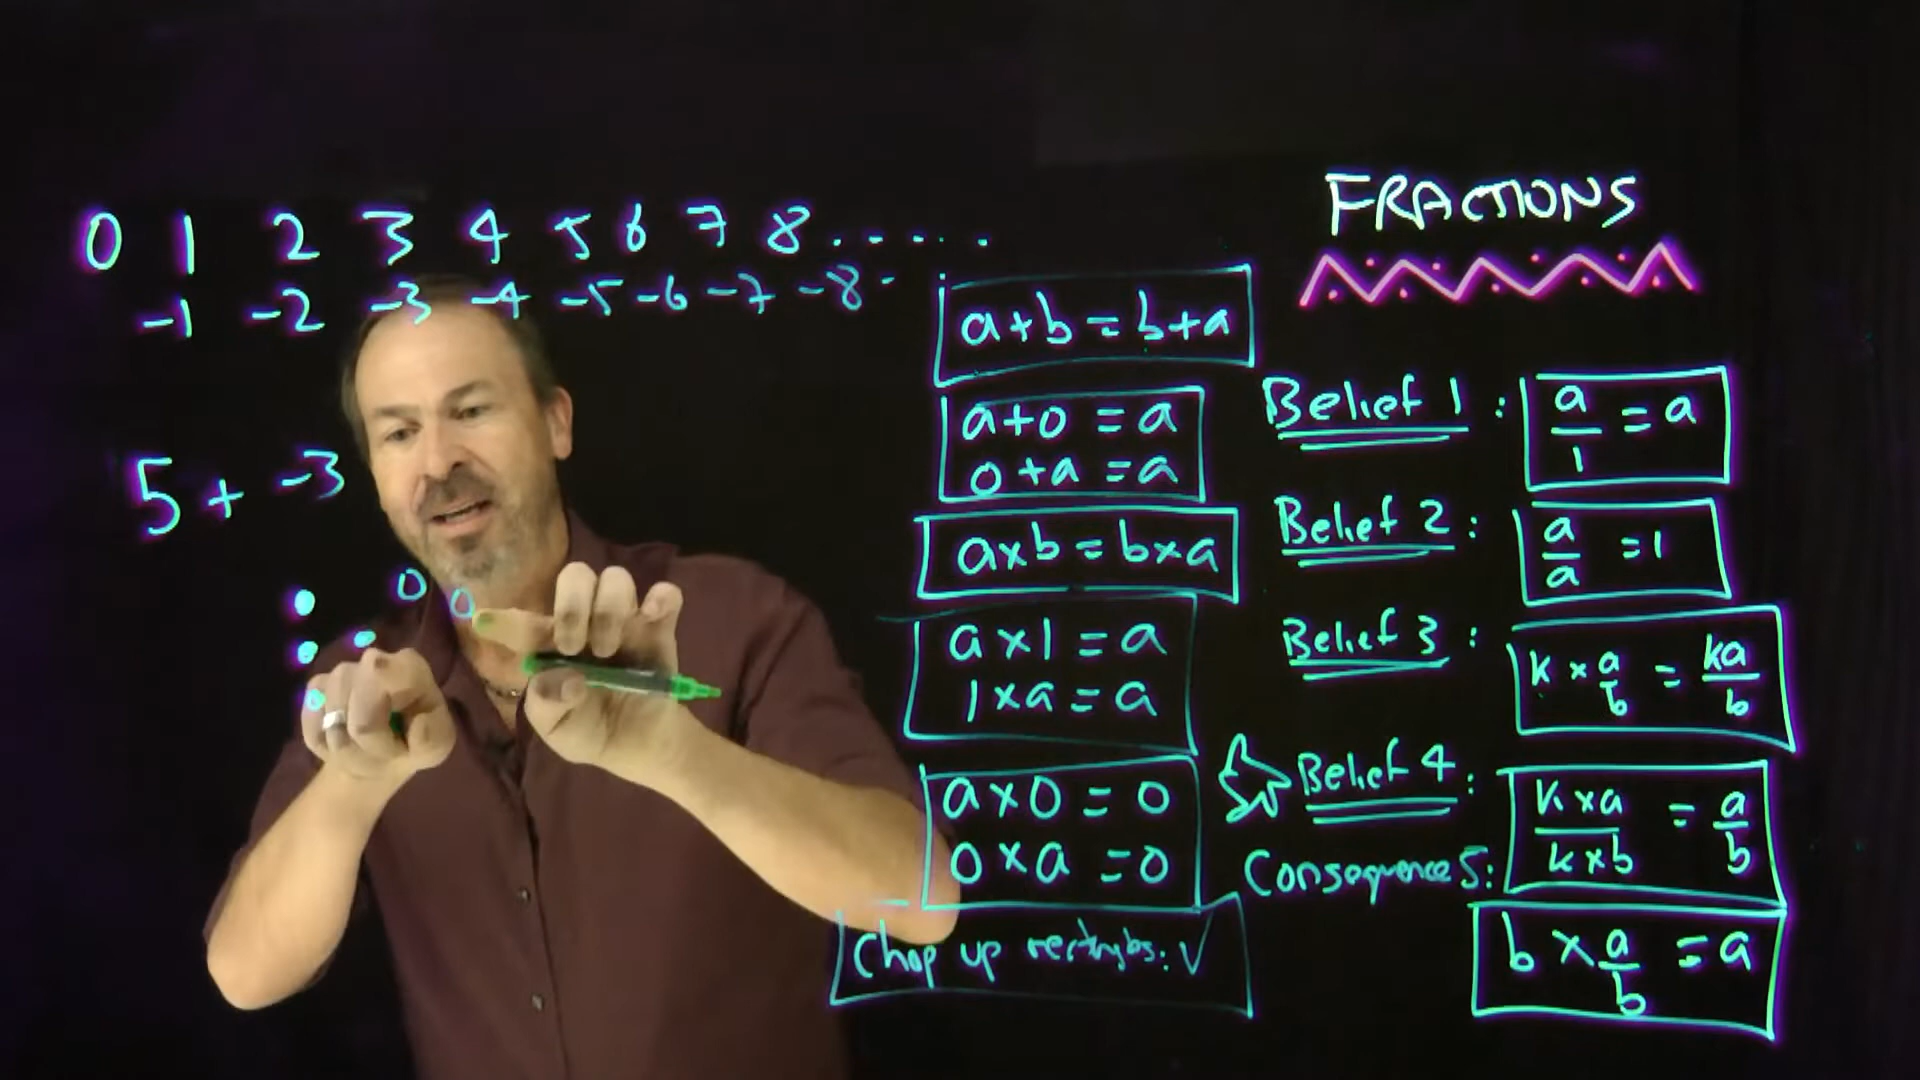 0 1 2 3 4 5 6 7 8 . . . . .
-1 -2 -3 -4 -5 -6 -7 -8 -
5 + -3
a+b = b+a
a+0 = a
0+a = a
a×b = b×a
a×1 = a
1×a = a
a×0 = 0
0×a = 0
Chop up : √
FRACTIONS
Belief 1 : a/1 = a
Belief 2 : a/a = 1
Belief 3 : k × a/b = ka/b
Belief 4 : k×a/k×b = a/b
Consequence 5:
b × a/b = a